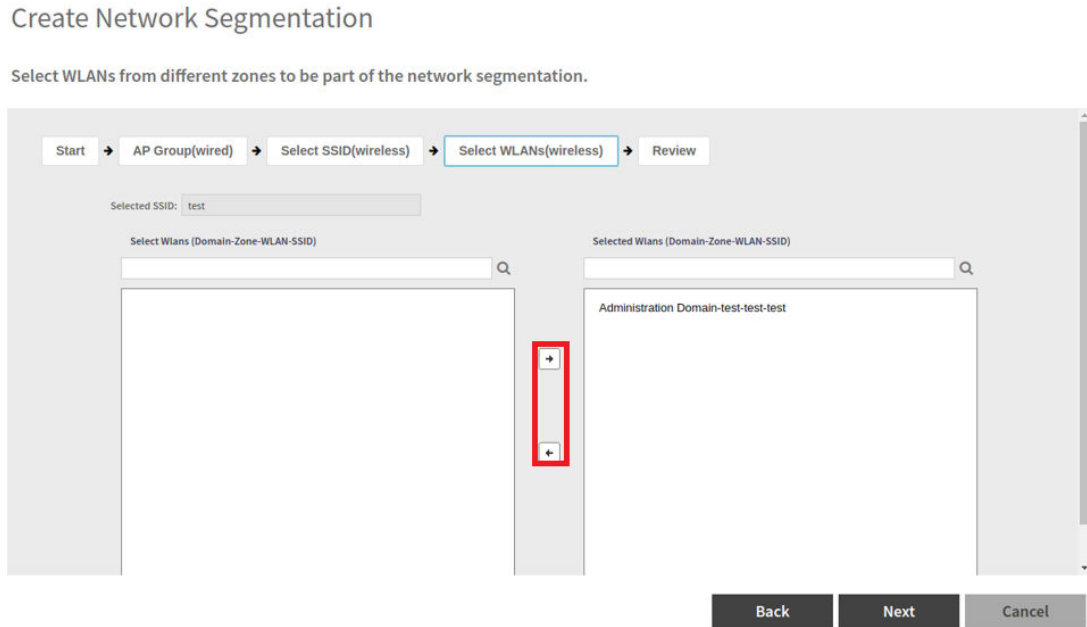 Create Network Segmentation
Select WLANs from different zones to be part of the network segmentation.
Start → AP Group(wired) → Select SSID(wireless) → Select WLANs(wireless) → Review
Selected SSID: test
Select Wlans (Domain-Zone-WLAN-SSID)
Selected Wlans (Domain-Zone-WLAN-SSID)
Administration Domain-test-test-test
Back Next Cancel